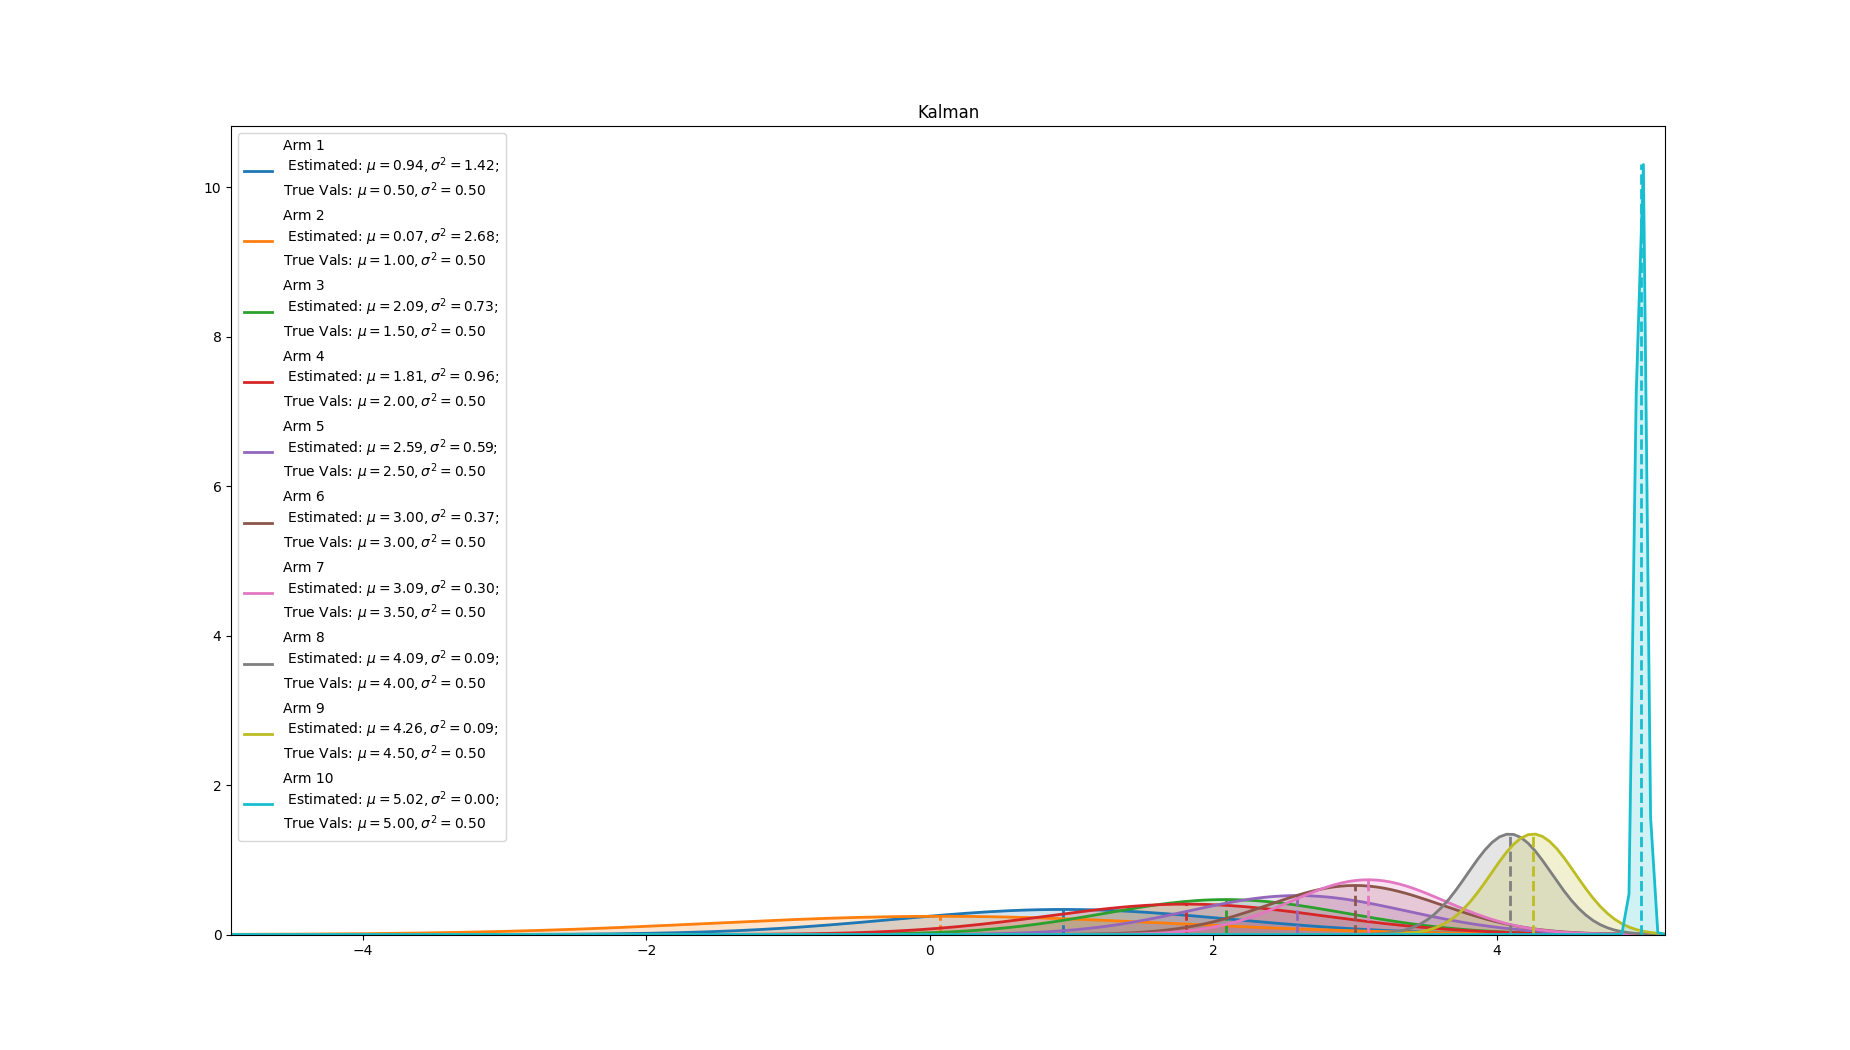 Kalman
Arm 1
Estimated: μ = 0.94, σ² = 1.42;
True Vals: μ = 0.50, σ² = 0.50
Arm 2
Estimated: μ = 0.07, σ² = 2.68;
True Vals: μ = 1.00, σ² = 0.50
Arm 3
Estimated: μ = 2.09, σ² = 0.73;
True Vals: μ = 1.50, σ² = 0.50
Arm 4
Estimated: μ = 1.81, σ² = 0.96;
True Vals: μ = 2.00, σ² = 0.50
Arm 5
Estimated: μ = 2.59, σ² = 0.59;
True Vals: μ = 2.50, σ² = 0.50
Arm 6
Estimated: μ = 3.00, σ² = 0.37;
True Vals: μ = 3.00, σ² = 0.50
Arm 7
Estimated: μ = 3.09, σ² = 0.30;
True Vals: μ = 3.50, σ² = 0.50
Arm 8
Estimated: μ = 4.09, σ² = 0.09;
True Vals: μ = 4.00, σ² = 0.50
Arm 9
Estimated: μ = 4.26, σ² = 0.09;
True Vals: μ = 4.50, σ² = 0.50
Arm 10
Estimated: μ = 5.02, σ² = 0.00;
True Vals: μ = 5.00, σ² = 0.50
10
8
6
4
2
0
−4 −2 0 2 4